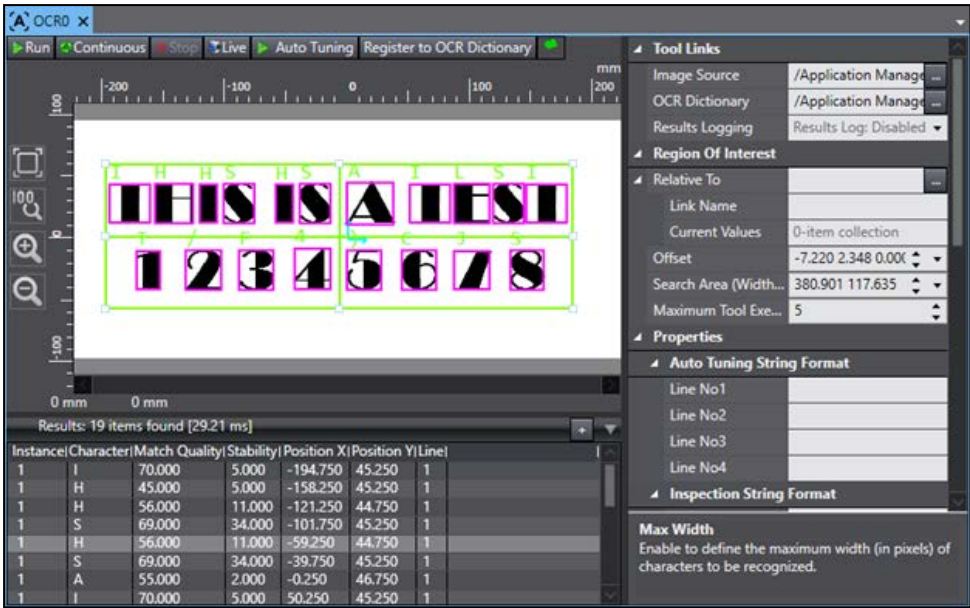 OCR0
Run Continuous Stop Live Auto Tuning Register to OCR Dictionary
mm
-200 -100 0 100 200
100
I H H S H S A I L S I
THIS IS A TEST
0
T / F 4 C J S
1 2 3 4 5 6 7 8
-100
100
0 mm 0 mm
Results: 19 items found [29.21 ms]
Instance| Character| Match Quality| Stability| Position X| Position Y| Line|
1 I 70.000 5.000 -194.750 45.250 1
1 H 45.000 5.000 -158.250 45.250 1
1 H 56.000 11.000 -121.250 44.750 1
1 S 69.000 34.000 -101.750 45.250 1
1 H 56.000 11.000 -59.250 44.750 1
1 S 69.000 34.000 -39.750 45.250 1
1 A 55.000 2.000 -0.250 46.750 1
1 I 70.000 5.000 50.250 45.250 1
Tool Links
Image Source /Application Manage ...
OCR Dictionary /Application Manage ...
Results Logging Results Log: Disabled
Region Of Interest
Relative To ...
Link Name
Current Values 0-item collection
Offset -7.220 2.348 0.00(
Search Area (Width... 380.901 117.635
Maximum Tool Exe... 5
Properties
Auto Tuning String Format
Line No1
Line No2
Line No3
Line No4
Inspection String Format
Max Width
Enable to define the maximum width (in pixels) of
characters to be recognized.